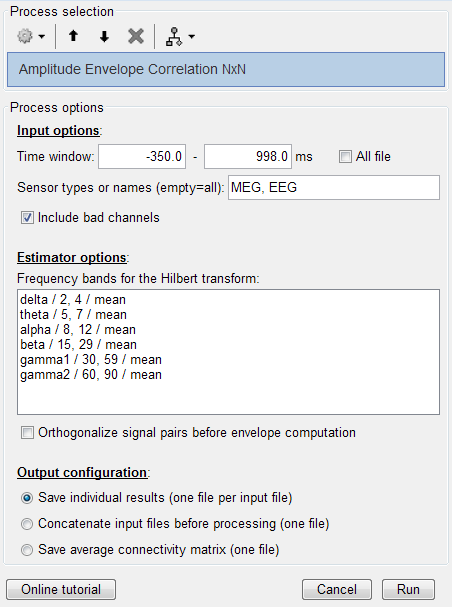 Process selection
Amplitude Envelope Correlation NxN
Process options
Input options:
Time window: -350.0 - 998.0 ms All file
Sensor types or names (empty=all): MEG, EEG
Include bad channels
Estimator options:
Frequency bands for the Hilbert transform:
delta / 2, 4 / mean
theta / 5, 7 / mean
alpha / 8, 12 / mean
beta / 15, 29 / mean
gamma1 / 30, 59 / mean
gamma2 / 60, 90 / mean
Orthogonalize signal pairs before envelope computation
Output configuration:
Save individual results (one file per input file)
Concatenate input files before processing (one file)
Save average connectivity matrix (one file)
Online tutorial Cancel Run